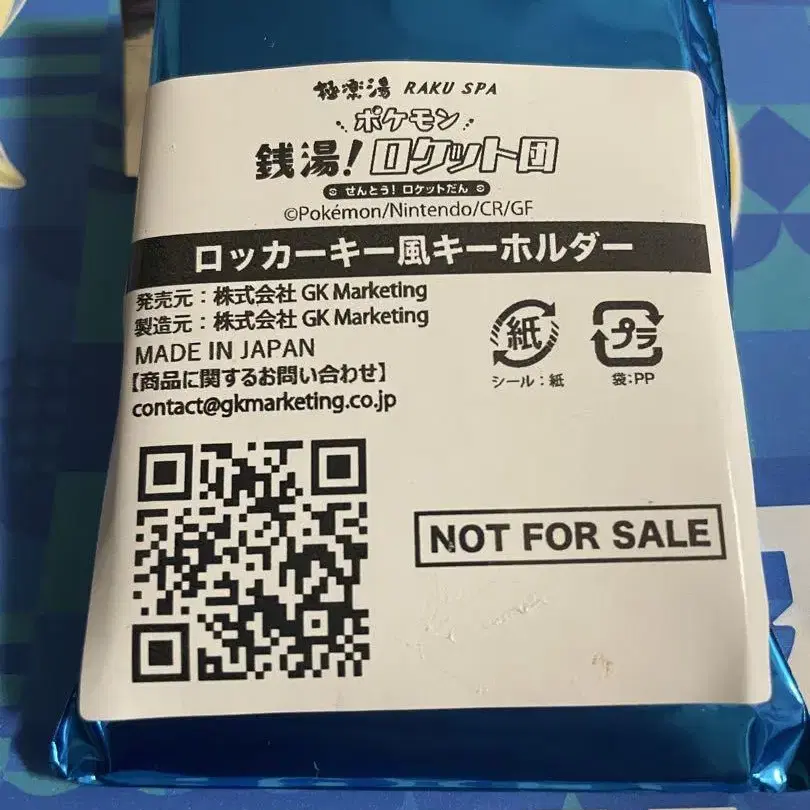 極楽湯 RAKU SPA
ポケモン
銭湯！ロケット団
せんとう！ロケットだん
©Pokémon/Nintendo/CR/GF
ロッカーキー風キーホルダー
発売元：株式会社 GK Marketing
製造元：株式会社 GK Marketing
MADE IN JAPAN
【商品に関するお問い合わせ】
contact@gkmarketing.co.jp
紙
シール：紙
プラ
袋：PP
NOT FOR SALE